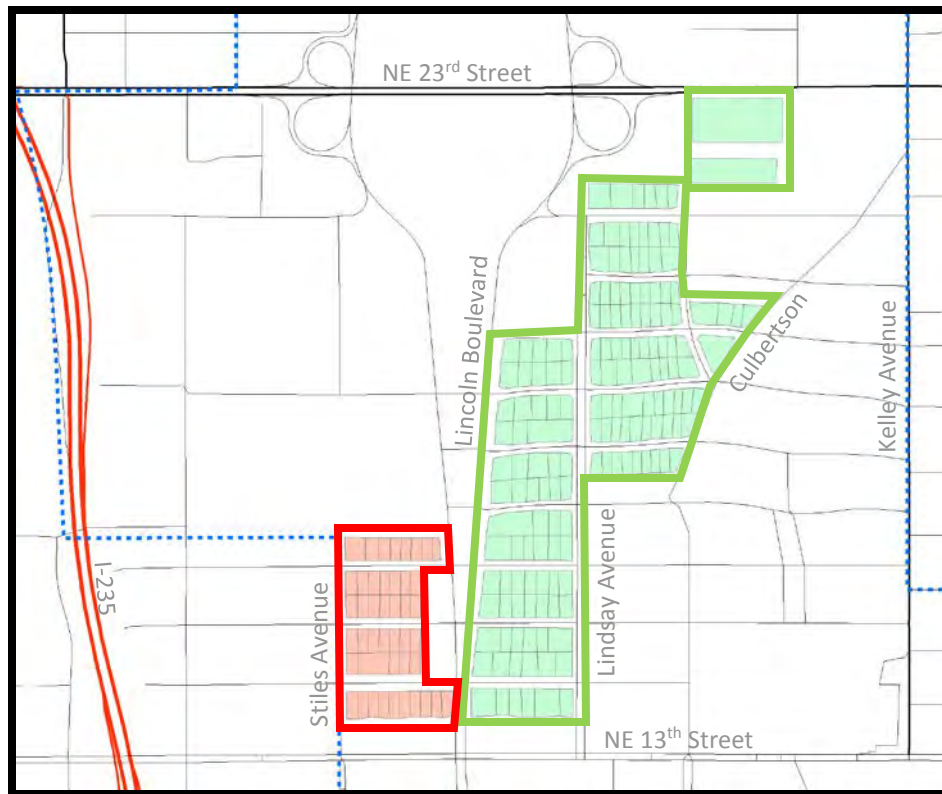 NE 23rd Street
Lincoln Boulevard
Culbertson
Kelley Avenue
I-235
Stiles Avenue
Lindsay Avenue
NE 13th Street